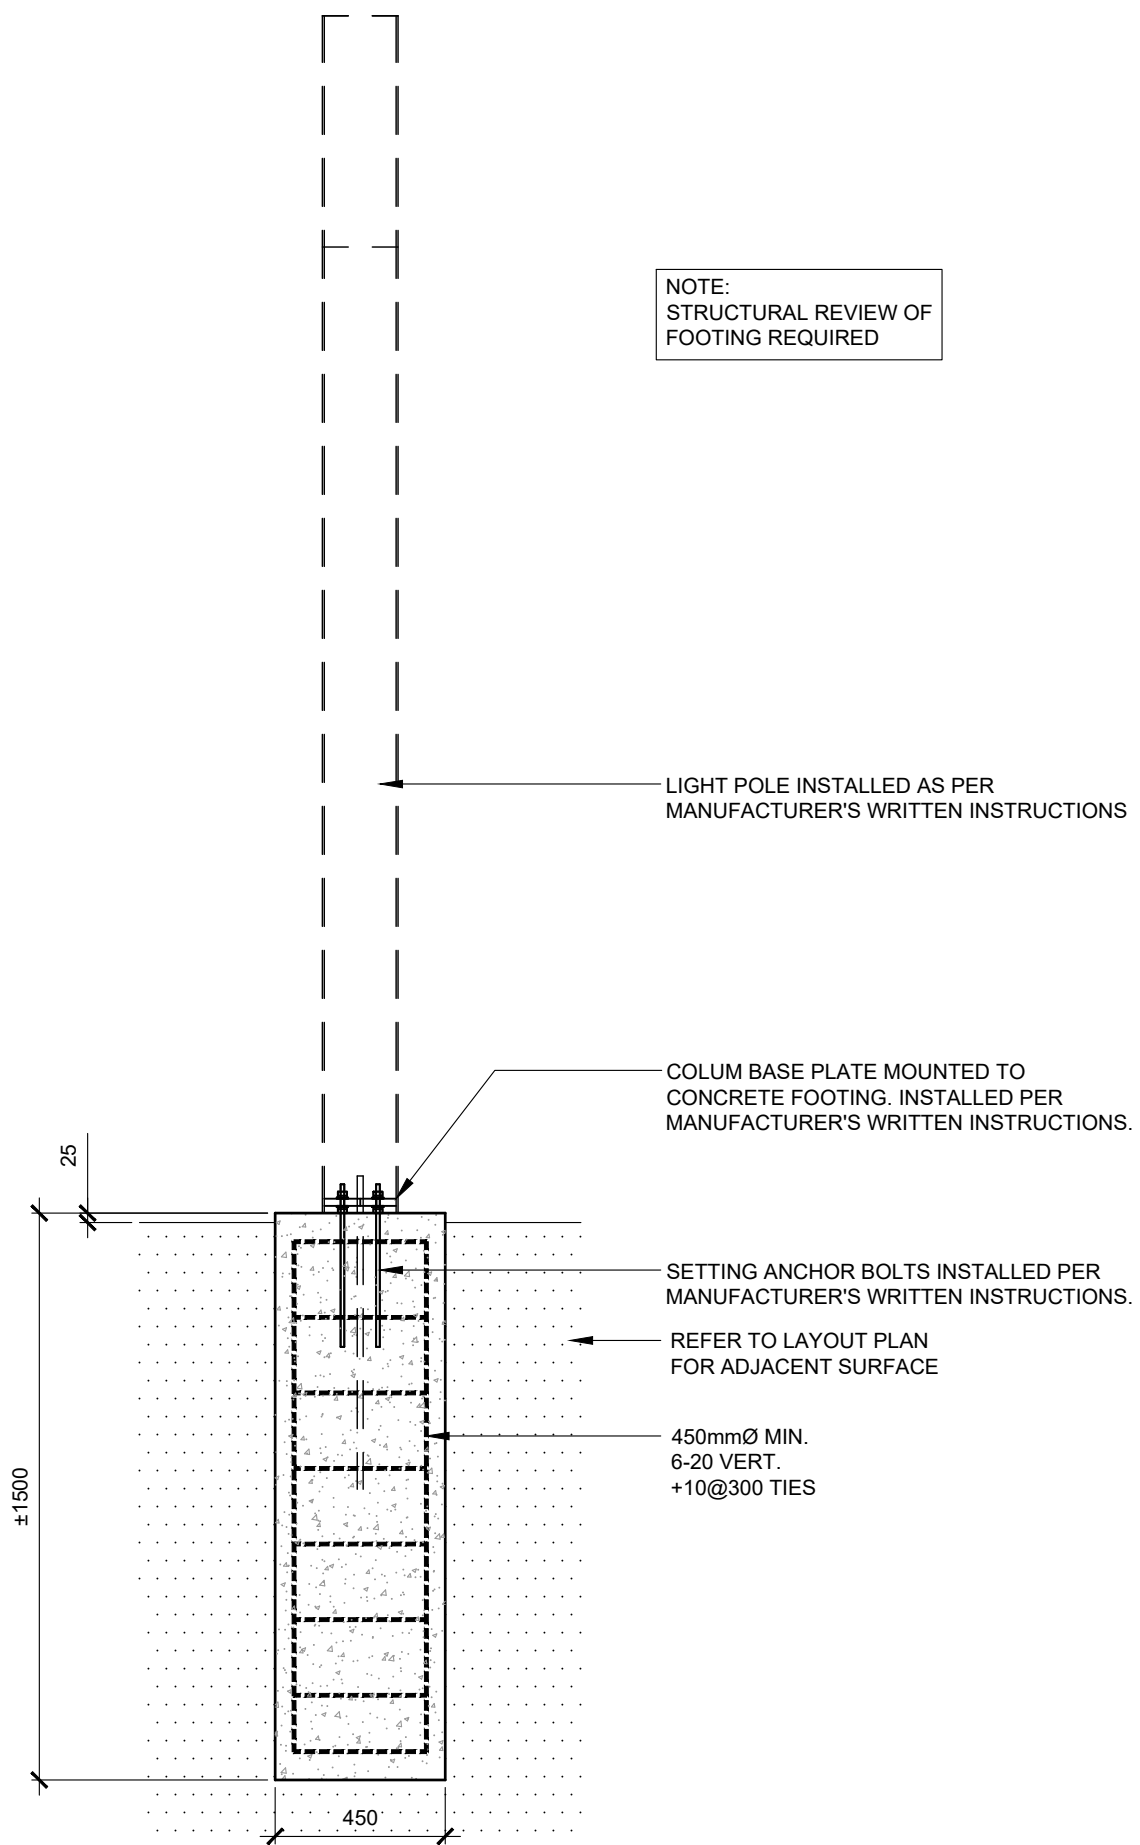 NOTE:
STRUCTURAL REVIEW OF
FOOTING REQUIRED
LIGHT POLE INSTALLED AS PER
MANUFACTURER'S WRITTEN INSTRUCTIONS
COLUM BASE PLATE MOUNTED TO
CONCRETE FOOTING. INSTALLED PER
MANUFACTURER'S WRITTEN INSTRUCTIONS.
25
SETTING ANCHOR BOLTS INSTALLED PER
MANUFACTURER'S WRITTEN INSTRUCTIONS.
REFER TO LAYOUT PLAN
FOR ADJACENT SURFACE
450mmØ MIN.
6-20 VERT.
+10@300 TIES
±1500
450